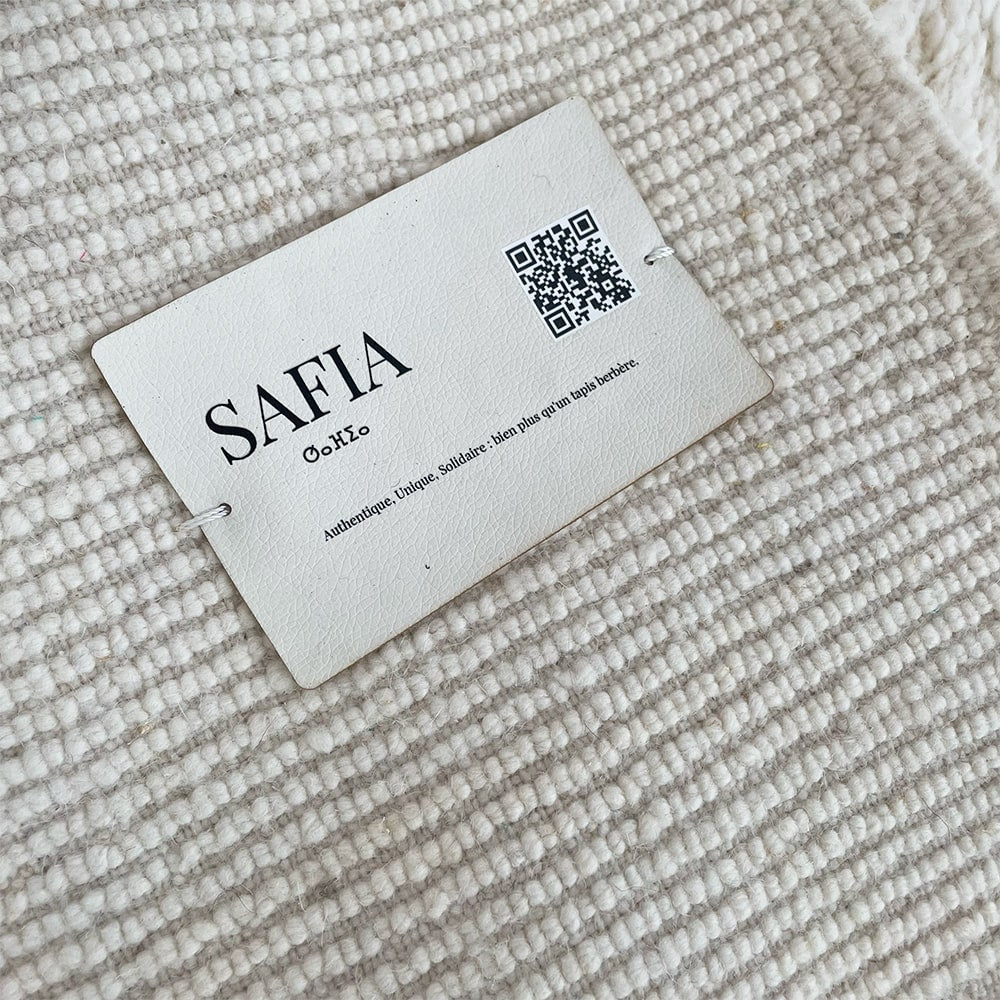 SAFIA
ⵚⴰⴼⵉⴰ
Authentique, Unique, Solidaire : bien plus qu'un tapis berbère.